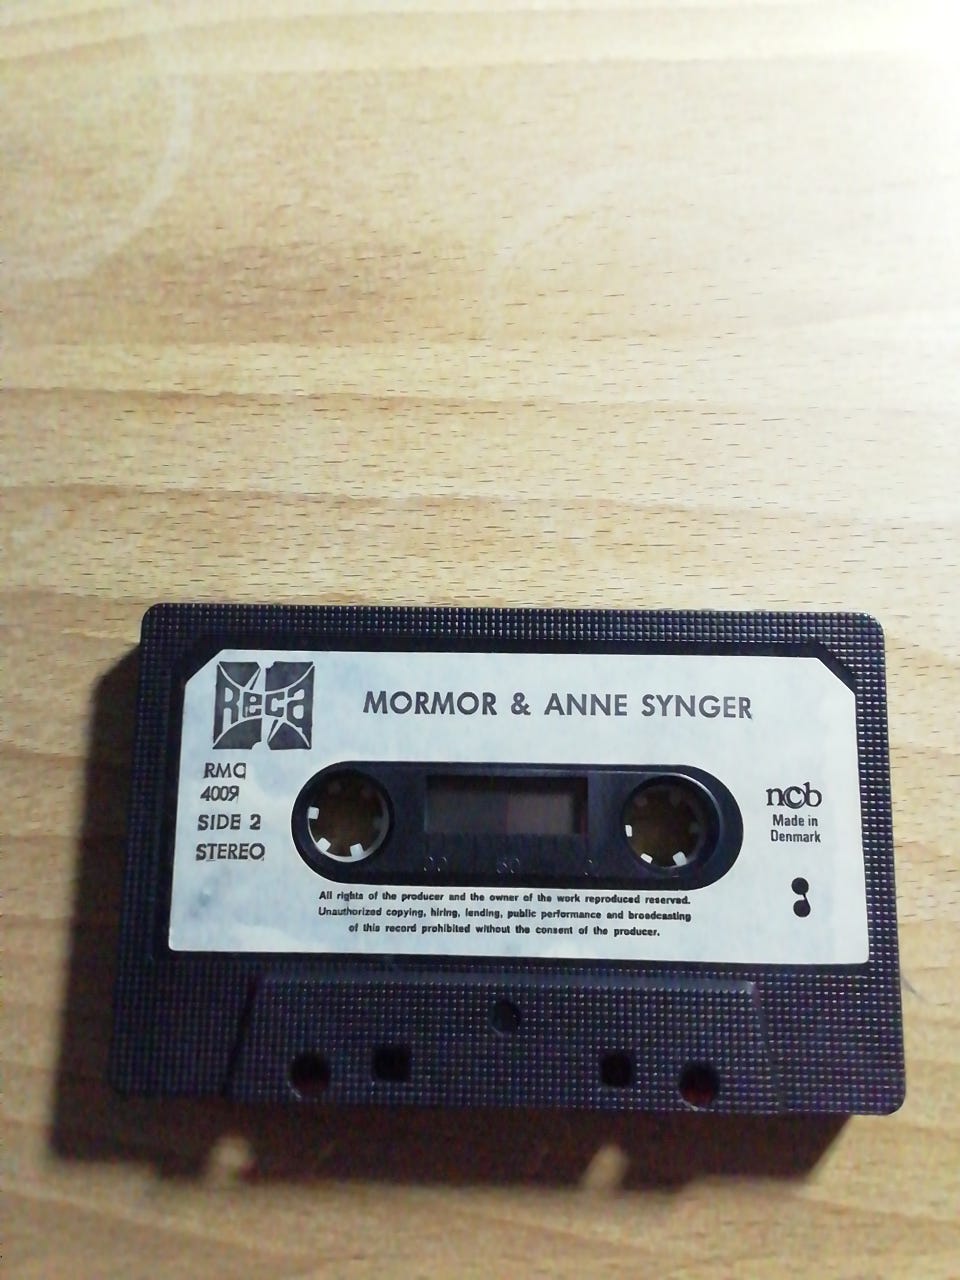 Reca
MORMOR & ANNE SYNGER
RMC
4009
SIDE 2
STEREO
ncb
Made in
Denmark
50
All rights of the producer and the owner of the work reproduced reserved.
Unauthorized copying, hiring, lending, public performance and broadcasting
of this record prohibited without the consent of the producer.